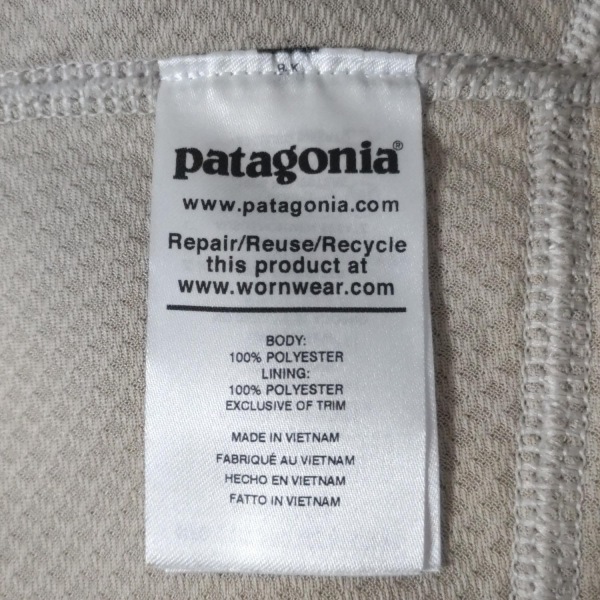 patagonia®
www.patagonia.com
Repair/Reuse/Recycle
this product at
www.wornwear.com
BODY:
100% POLYESTER
LINING:
100% POLYESTER
EXCLUSIVE OF TRIM
MADE IN VIETNAM
FABRIQUÉ AU VIETNAM
HECHO EN VIETNAM
FATTO IN VIETNAM